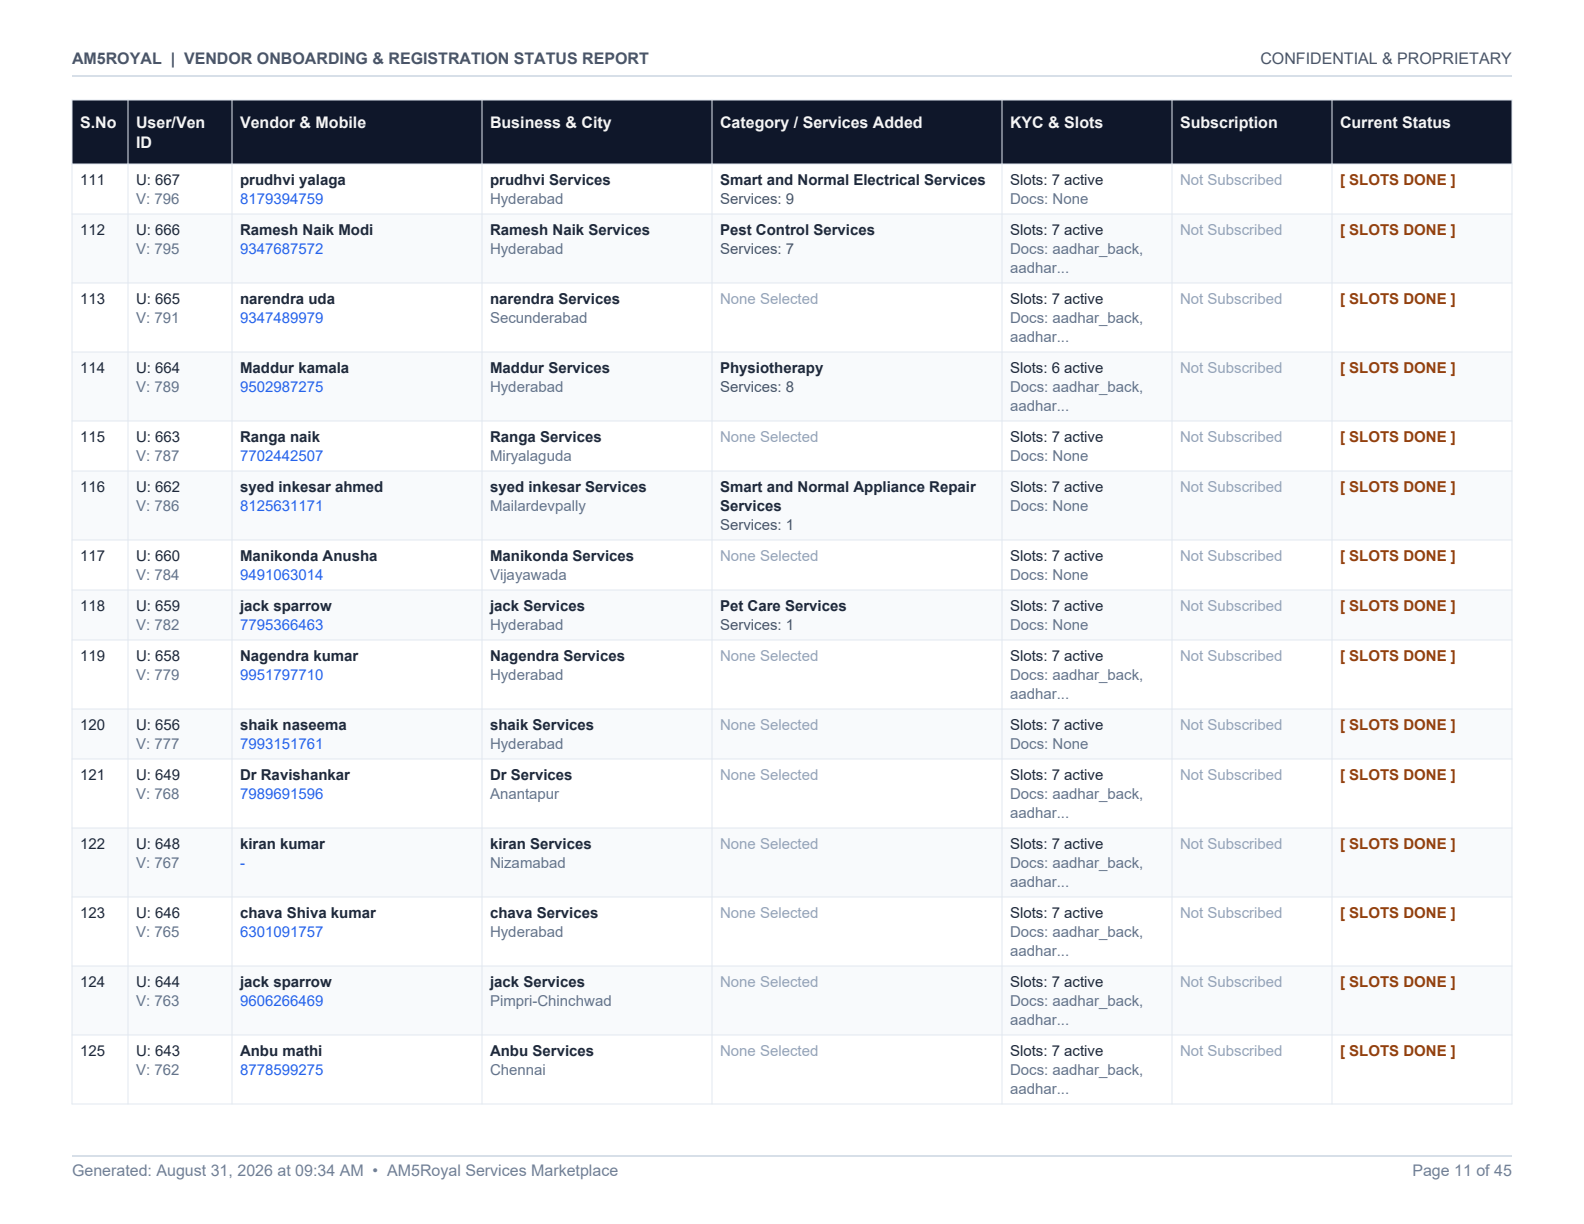 AM5ROYAL | VENDOR ONBOARDING & REGISTRATION STATUS REPORT
CONFIDENTIAL & PROPRIETARY
S.No | User/Ven ID | Vendor & Mobile | Business & City | Category / Services Added | KYC & Slots | Subscription | Current Status
111 | U: 667 | prudhvi yalaga | prudhvi Services | Smart and Normal Electrical Services | Slots: 7 active | Not Subscribed | [ SLOTS DONE ]
V: 796 | 8179394759 | Hyderabad | Services: 9 | Docs: None
112 | U: 666 | Ramesh Naik Modi | Ramesh Naik Services | Pest Control Services | Slots: 7 active | Not Subscribed | [ SLOTS DONE ]
V: 795 | 9347687572 | Hyderabad | Services: 7 | Docs: aadhar_back,
aadhar...
113 | U: 665 | narendra uda | narendra Services | None Selected | Slots: 7 active | Not Subscribed | [ SLOTS DONE ]
V: 791 | 9347489979 | Secunderabad | Docs: aadhar_back,
aadhar...
114 | U: 664 | Maddur kamala | Maddur Services | Physiotherapy | Slots: 6 active | Not Subscribed | [ SLOTS DONE ]
V: 789 | 9502987275 | Hyderabad | Services: 8 | Docs: aadhar_back,
aadhar...
115 | U: 663 | Ranga naik | Ranga Services | None Selected | Slots: 7 active | Not Subscribed | [ SLOTS DONE ]
V: 787 | 7702442507 | Miryalaguda | Docs: None
116 | U: 662 | syed inkesar ahmed | syed inkesar Services | Smart and Normal Appliance Repair | Slots: 7 active | Not Subscribed | [ SLOTS DONE ]
V: 786 | 8125631171 | Mailardevpally | Services | Docs: None
Services: 1
117 | U: 660 | Manikonda Anusha | Manikonda Services | None Selected | Slots: 7 active | Not Subscribed | [ SLOTS DONE ]
V: 784 | 9491063014 | Vijayawada | Docs: None
118 | U: 659 | jack sparrow | jack Services | Pet Care Services | Slots: 7 active | Not Subscribed | [ SLOTS DONE ]
V: 782 | 7795366463 | Hyderabad | Services: 1 | Docs: None
119 | U: 658 | Nagendra kumar | Nagendra Services | None Selected | Slots: 7 active | Not Subscribed | [ SLOTS DONE ]
V: 779 | 9951797710 | Hyderabad | Docs: aadhar_back,
aadhar...
120 | U: 656 | shaik naseema | shaik Services | None Selected | Slots: 7 active | Not Subscribed | [ SLOTS DONE ]
V: 777 | 7993151761 | Hyderabad | Docs: None
121 | U: 649 | Dr Ravishankar | Dr Services | None Selected | Slots: 7 active | Not Subscribed | [ SLOTS DONE ]
V: 768 | 7989691596 | Anantapur | Docs: aadhar_back,
aadhar...
122 | U: 648 | kiran kumar | kiran Services | None Selected | Slots: 7 active | Not Subscribed | [ SLOTS DONE ]
V: 767 | - | Nizamabad | Docs: aadhar_back,
aadhar...
123 | U: 646 | chava Shiva kumar | chava Services | None Selected | Slots: 7 active | Not Subscribed | [ SLOTS DONE ]
V: 765 | 6301091757 | Hyderabad | Docs: aadhar_back,
aadhar...
124 | U: 644 | jack sparrow | jack Services | None Selected | Slots: 7 active | Not Subscribed | [ SLOTS DONE ]
V: 763 | 9606266469 | Pimpri-Chinchwad | Docs: aadhar_back,
aadhar...
125 | U: 643 | Anbu mathi | Anbu Services | None Selected | Slots: 7 active | Not Subscribed | [ SLOTS DONE ]
V: 762 | 8778599275 | Chennai | Docs: aadhar_back,
aadhar...
Generated: August 31, 2026 at 09:34 AM • AM5Royal Services Marketplace
Page 11 of 45